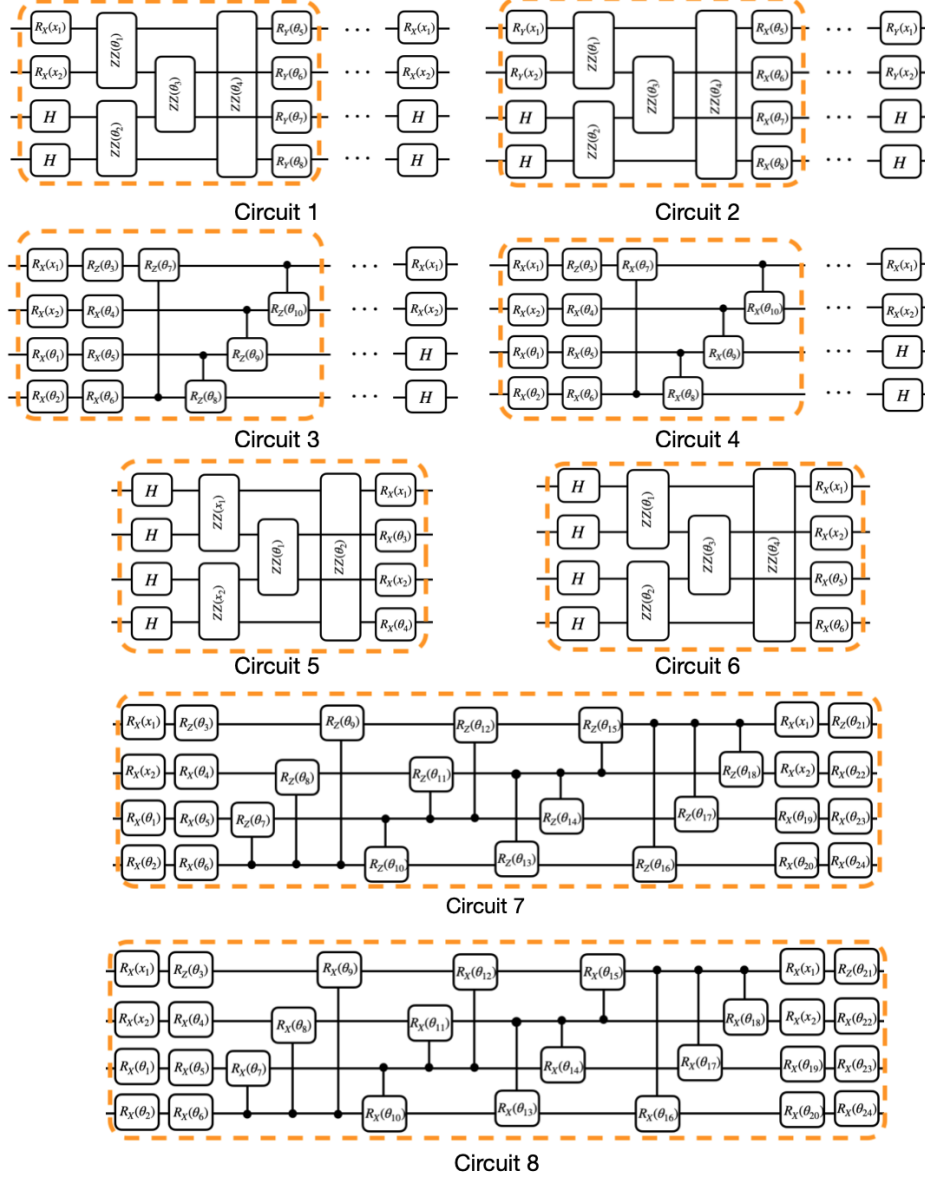 R_X(x_1) ZZ(θ_1) ZZ(θ_4) R_Y(θ_5) ··· R_X(x_1)
R_X(x_2) ZZ(θ_3) R_Y(θ_6) ··· R_X(x_2)
H ZZ(θ_2) R_Y(θ_7) ··· H
H R_Y(θ_8) ··· H
Circuit 1
R_Y(x_1) ZZ(θ_1) ZZ(θ_4) R_X(θ_5) ··· R_Y(x_1)
R_Y(x_2) ZZ(θ_3) R_X(θ_6) ··· R_Y(x_2)
H ZZ(θ_2) R_X(θ_7) ··· H
H R_X(θ_8) ··· H
Circuit 2
R_X(x_1) R_Z(θ_3) R_Z(θ_7) ··· R_X(x_1)
R_X(x_2) R_X(θ_4) R_Z(θ_10) ··· R_X(x_2)
R_X(θ_1) R_X(θ_5) R_Z(θ_9) ··· H
R_X(θ_2) R_X(θ_6) R_Z(θ_8) ··· H
Circuit 3
R_X(x_1) R_Z(θ_3) R_X(θ_7) ··· R_X(x_1)
R_X(x_2) R_X(θ_4) R_X(θ_10) ··· R_X(x_2)
R_X(θ_1) R_X(θ_5) R_X(θ_9) ··· H
R_X(θ_2) R_X(θ_6) R_X(θ_8) ··· H
Circuit 4
H ZZ(x_1) ZZ(θ_2) R_X(x_1)
H ZZ(θ_1) R_X(θ_3)
H ZZ(x_2) R_X(x_2)
H R_X(θ_4)
Circuit 5
H ZZ(θ_1) ZZ(θ_4) R_X(x_1)
H ZZ(θ_3) R_X(x_2)
H ZZ(θ_2) R_X(θ_5)
H R_X(θ_6)
Circuit 6
R_X(x_1) R_Z(θ_3) R_Z(θ_9) R_Z(θ_12) R_Z(θ_15) R_X(x_1) R_Z(θ_21)
R_X(x_2) R_X(θ_4) R_Z(θ_8) R_Z(θ_11) R_Z(θ_18) R_X(x_2) R_X(θ_22)
R_X(θ_1) R_X(θ_5) R_Z(θ_7) R_Z(θ_14) R_Z(θ_17) R_X(θ_19) R_X(θ_23)
R_X(θ_2) R_X(θ_6) R_Z(θ_10) R_Z(θ_13) R_Z(θ_16) R_X(θ_20) R_X(θ_24)
Circuit 7
R_X(x_1) R_Z(θ_3) R_X(θ_9) R_X(θ_12) R_X(θ_15) R_X(x_1) R_Z(θ_21)
R_X(x_2) R_X(θ_4) R_X(θ_8) R_X(θ_11) R_X(θ_18) R_X(x_2) R_X(θ_22)
R_X(θ_1) R_X(θ_5) R_X(θ_7) R_X(θ_14) R_X(θ_17) R_X(θ_19) R_X(θ_23)
R_X(θ_2) R_X(θ_6) R_X(θ_10) R_X(θ_13) R_X(θ_16) R_X(θ_20) R_X(θ_24)
Circuit 8